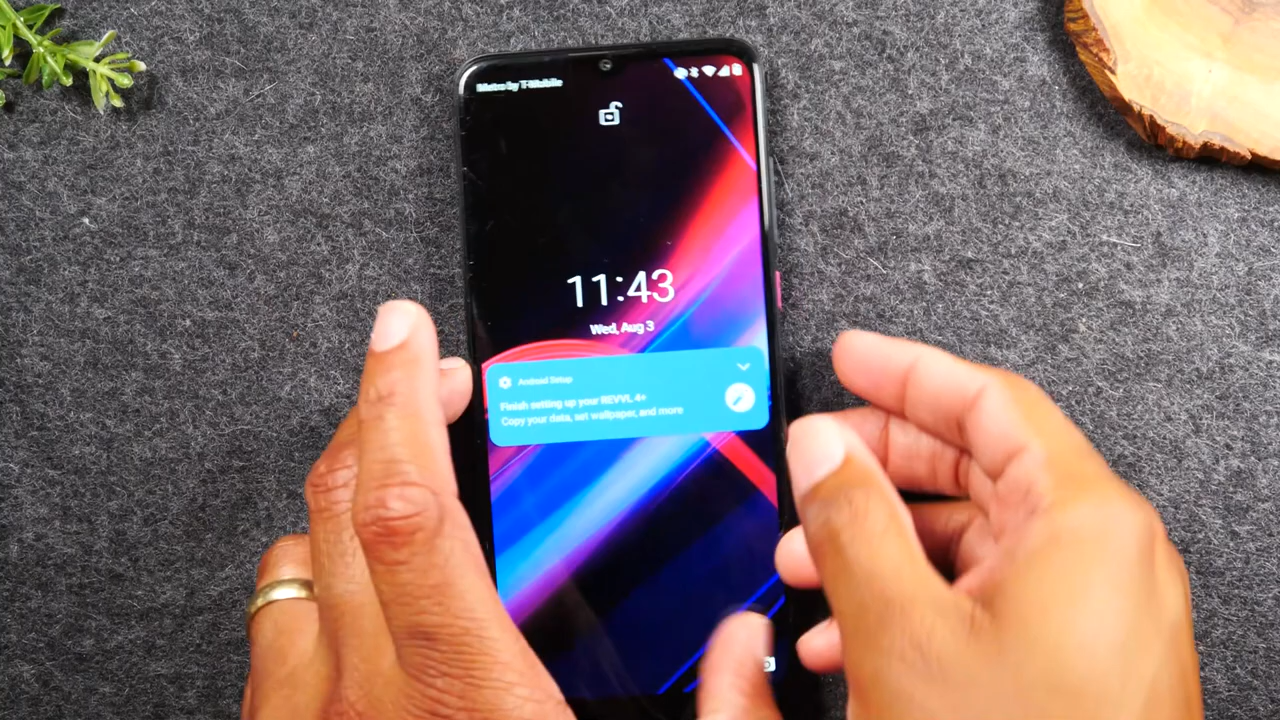 Metro by T-Mobile
11:43
Wed, Aug 3
Android Setup
Finish setting up your REVVL 4+
Copy your data, set wallpaper, and more